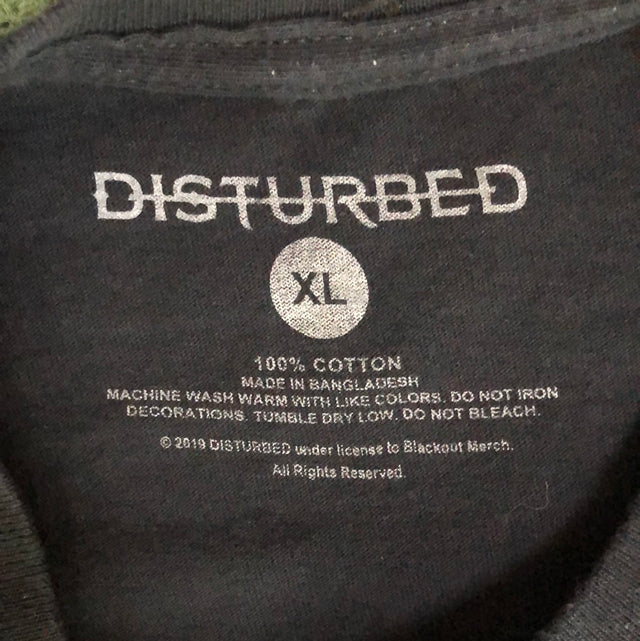 DISTURBED
XL
100% COTTON
MADE IN BANGLADESH
MACHINE WASH WARM WITH LIKE COLORS. DO NOT IRON
DECORATIONS. TUMBLE DRY LOW. DO NOT BLEACH.
© 2019 DISTURBED under license to Blackout Merch.
All Rights Reserved.